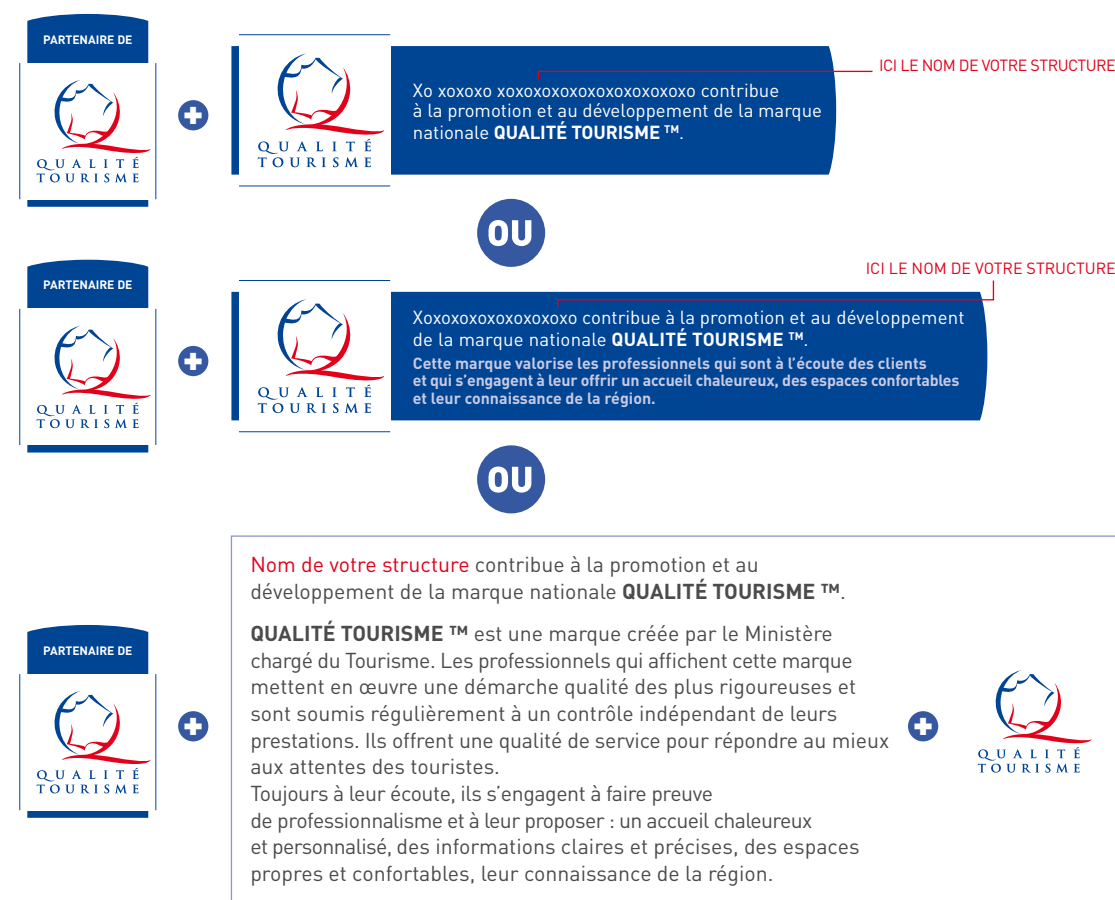 PARTENAIRE DE
QUALITÉ
TOURISME
QUALITÉ
TOURISME
Xo xoxoxo xoxoxoxoxoxoxoxoxoxoxo contribue
à la promotion et au développement de la marque
nationale QUALITÉ TOURISME ™.
ICI LE NOM DE VOTRE STRUCTURE
OU
PARTENAIRE DE
QUALITÉ
TOURISME
QUALITÉ
TOURISME
ICI LE NOM DE VOTRE STRUCTURE
Xoxoxoxoxoxoxoxoxo contribue à la promotion et au développement
de la marque nationale QUALITÉ TOURISME ™.
Cette marque valorise les professionnels qui sont à l’écoute des clients
et qui s’engagent à leur offrir un accueil chaleureux, des espaces confortables
et leur connaissance de la région.
OU
PARTENAIRE DE
QUALITÉ
TOURISME
Nom de votre structure contribue à la promotion et au
développement de la marque nationale QUALITÉ TOURISME ™.
QUALITÉ TOURISME ™ est une marque créée par le Ministère
chargé du Tourisme. Les professionnels qui affichent cette marque
mettent en œuvre une démarche qualité des plus rigoureuses et
sont soumis régulièrement à un contrôle indépendant de leurs
prestations. Ils offrent une qualité de service pour répondre au mieux
aux attentes des touristes.
Toujours à leur écoute, ils s’engagent à faire preuve
de professionnalisme et à leur proposer : un accueil chaleureux
et personnalisé, des informations claires et précises, des espaces
propres et confortables, leur connaissance de la région.
QUALITÉ
TOURISME